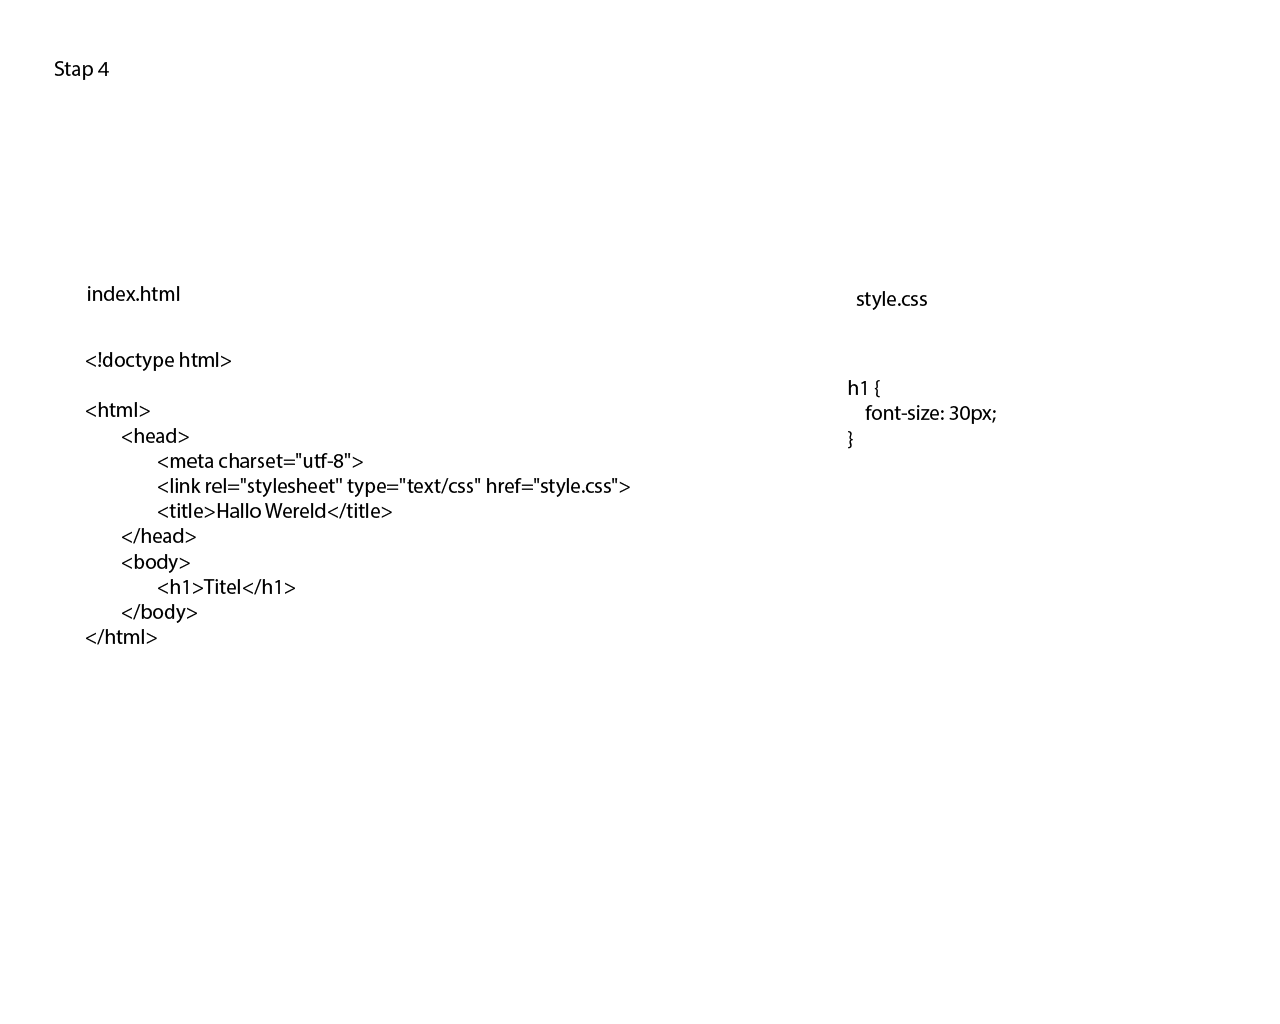 Stap 4
index.html
<!doctype html>
<html>
<head>
<meta charset="utf-8">
<link rel="stylesheet" type="text/css" href="style.css">
<title>Hallo Wereld</title>
</head>
<body>
<h1>Titel</h1>
</body>
</html>
style.css
h1 {
font-size: 30px;
}